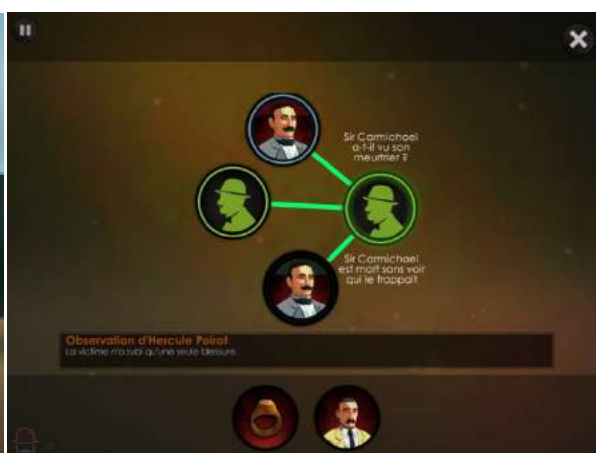 Sir Carmichael
a-t-il vu son
meurtrier ?
Sir Carmichael
est mort sans voir
qui le frappait
Observation d'Hercule Poirot
La victime n'a subi qu'une seule blessure.